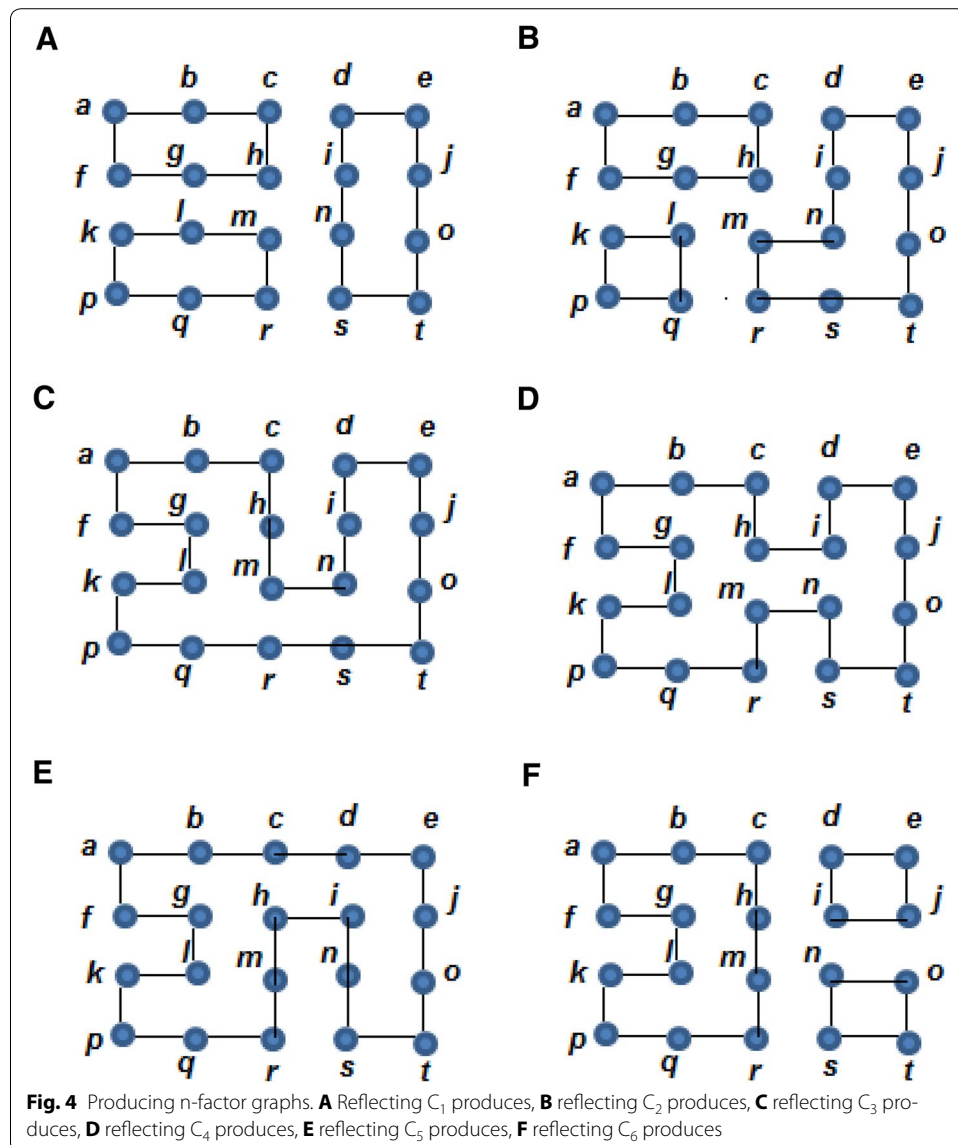 A
B
b c d e
a
f g h i j
k l m n o
p q r s t
b c d e
a
f g h i j
k l m n o
p q r s t
C
D
b c d e
a
f g h i j
k l m n o
p q r s t
b c d e
a
f g h i j
k l m n o
p q r s t
E
F
b c d e
a
f g h i j
k l m n o
p q r s t
b c d e
a
f g h i j
k l m n o
p q r s t
Fig. 4 Producing n-factor graphs. A Reflecting C₁ produces, B reflecting C₂ produces, C reflecting C₃ pro-
duces, D reflecting C₄ produces, E reflecting C₅ produces, F reflecting C₆ produces